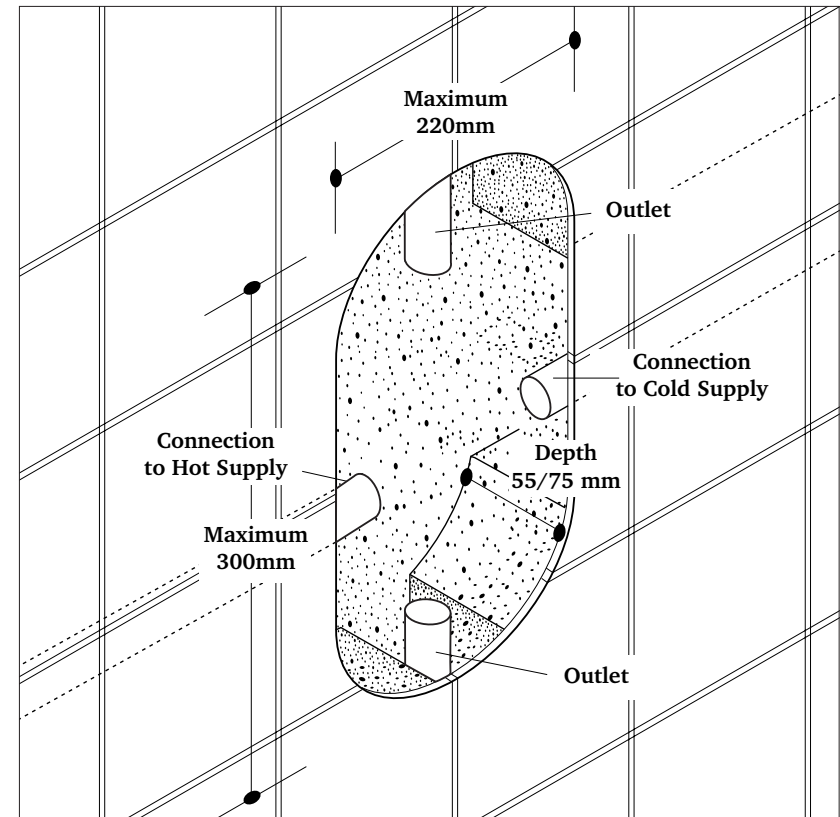 Maximum
220mm
Outlet
Connection
to Cold Supply
Connection
to Hot Supply
Depth
55/75 mm
Maximum
300mm
Outlet